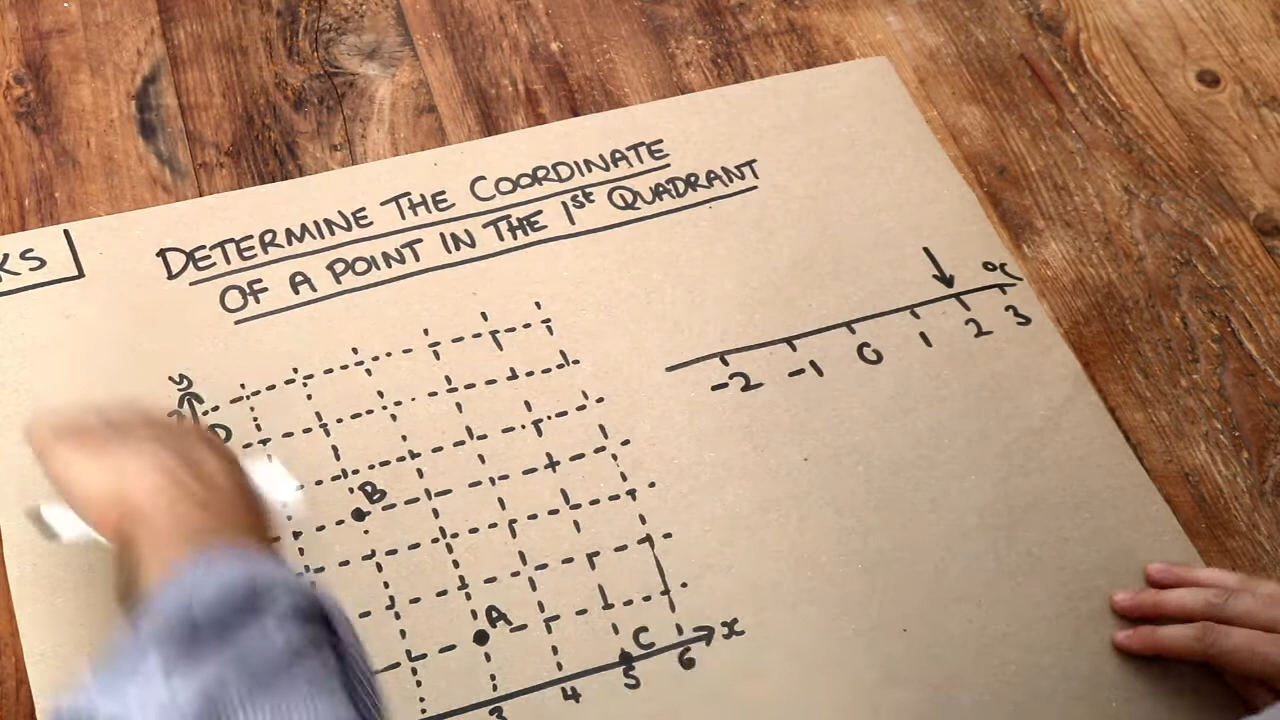 KS
DETERMINE THE COORDINATE
OF A POINT IN THE 1st QUADRANT
°C
-2 -1 0 1 2 3
y
D
B
A
C
x
3 4 5 6